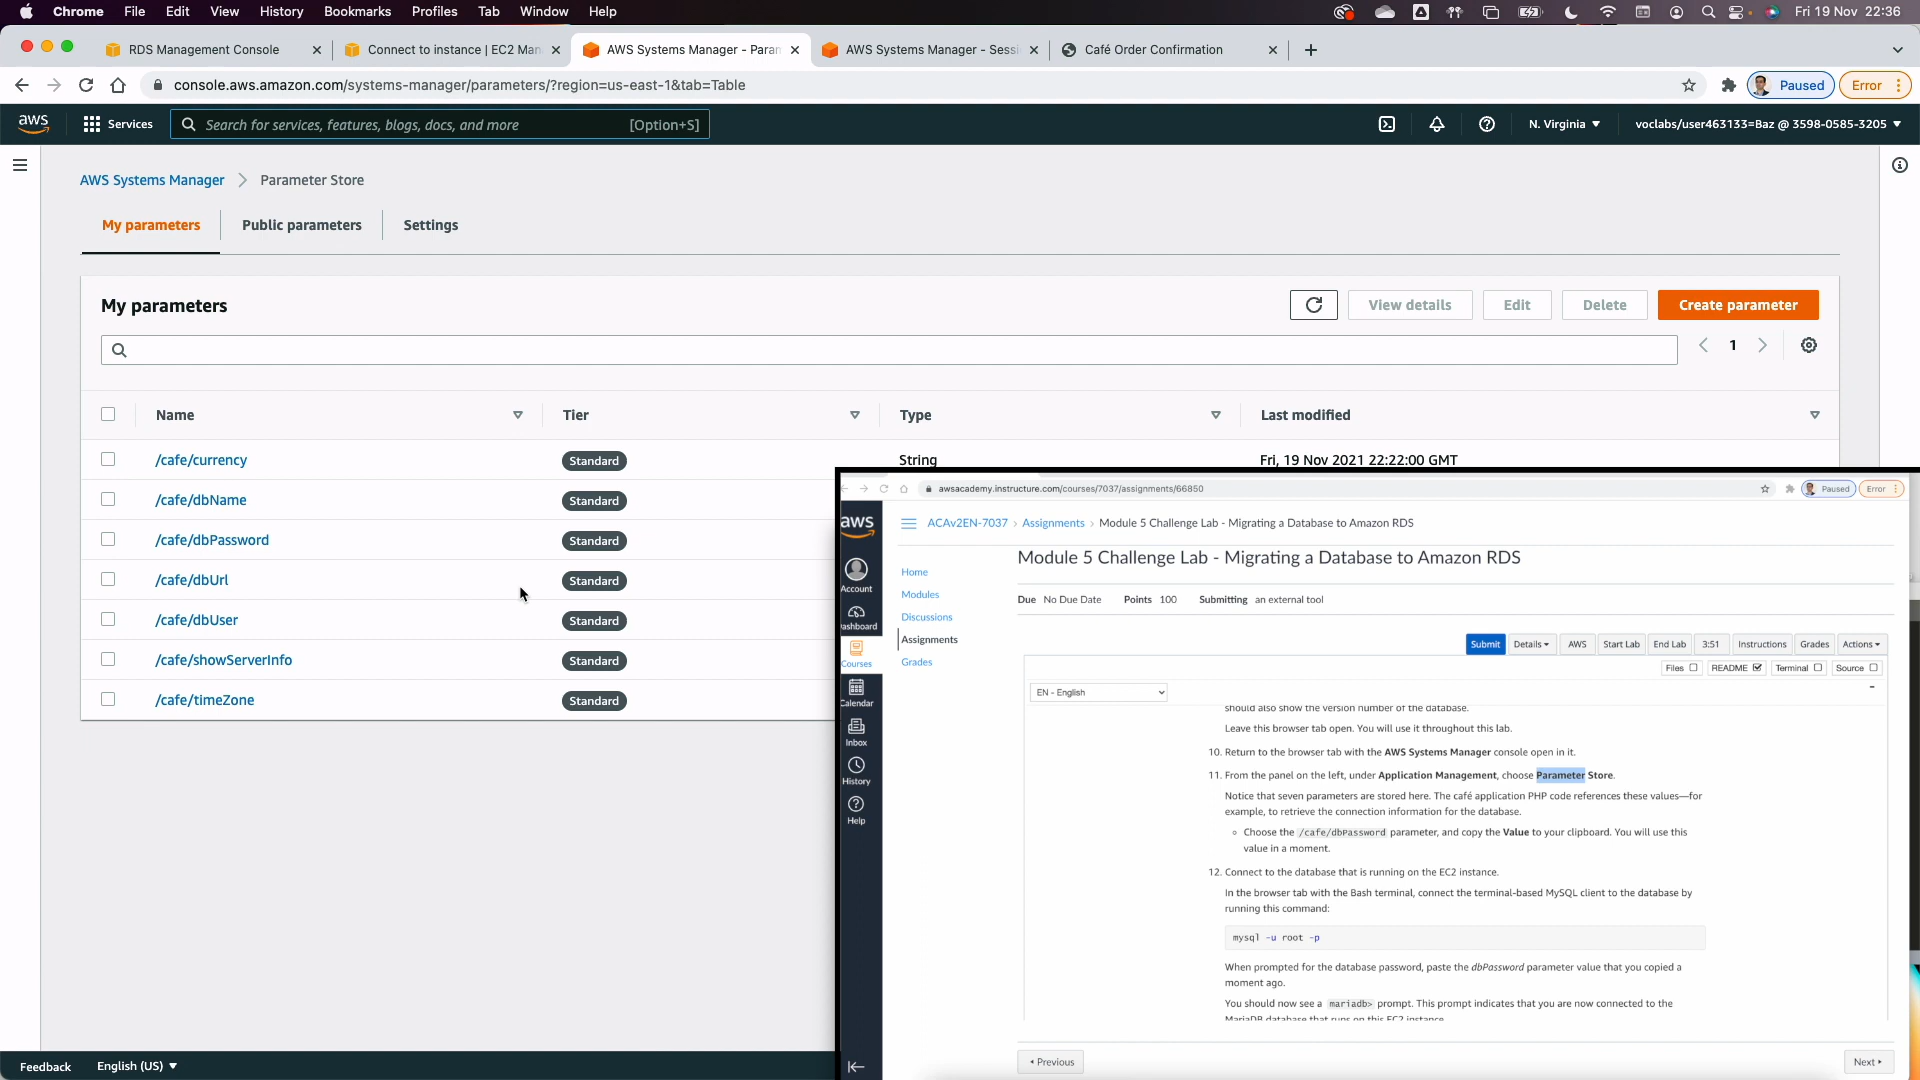 Chrome File Edit View History Bookmarks Profiles Tab Window Help Fri 19 Nov 22:36
RDS Management Console
Connect to instance | EC2 Man
AWS Systems Manager - Param
AWS Systems Manager - Sessi
Café Order Confirmation
console.aws.amazon.com/systems-manager/parameters/?region=us-east-1&tab=Table
Paused
Error
aws
Services
Search for services, features, blogs, docs, and more [Option+S]
N. Virginia
voclabs/user463133=Baz @ 3598-0585-3205
AWS Systems Manager > Parameter Store
My parameters
Public parameters
Settings
My parameters
View details
Edit
Delete
Create parameter
1
Name Tier Type Last modified
/cafe/currency Standard String Fri, 19 Nov 2021 22:22:00 GMT
/cafe/dbName Standard
/cafe/dbPassword Standard
/cafe/dbUrl Standard
/cafe/dbUser Standard
/cafe/showServerInfo Standard
/cafe/timeZone Standard
Feedback
English (US)
awsacademy.instructure.com/courses/7037/assignments/66850
Paused
Error
aws
Account
Dashboard
Courses
Calendar
Inbox
History
Help
ACAv2EN-7037 › Assignments › Module 5 Challenge Lab - Migrating a Database to Amazon RDS
Home
Modules
Discussions
Assignments
Grades
Module 5 Challenge Lab - Migrating a Database to Amazon RDS
Due No Due Date Points 100 Submitting an external tool
Submit Details AWS Start Lab End Lab 3:51 Instructions Grades Actions
Files README Terminal Source
EN - English
should also show the version number of the database.
Leave this browser tab open. You will use it throughout this lab.
10. Return to the browser tab with the AWS Systems Manager console open in it.
11. From the panel on the left, under Application Management, choose Parameter Store.
Notice that seven parameters are stored here. The café application PHP code references these values—for
example, to retrieve the connection information for the database.
Choose the /cafe/dbPassword parameter, and copy the Value to your clipboard. You will use this
value in a moment.
12. Connect to the database that is running on the EC2 instance.
In the browser tab with the Bash terminal, connect the terminal-based MySQL client to the database by
running this command:
mysql -u root -p
When prompted for the database password, paste the dbPassword parameter value that you copied a
moment ago.
You should now see a mariadb> prompt. This prompt indicates that you are now connected to the
MariaDB database that runs on this EC2 instance.
Previous
Next